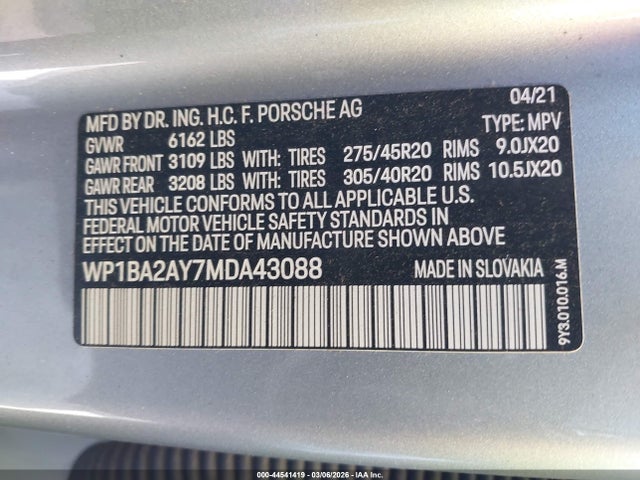 MFD BY DR. ING. H.C. F. PORSCHE AG 04/21
GVWR 6162 LBS TYPE: MPV
GAWR FRONT 3109 LBS WITH: TIRES 275/45R20 RIMS 9.0JX20
GAWR REAR 3208 LBS WITH: TIRES 305/40R20 RIMS 10.5JX20
THIS VEHICLE CONFORMS TO ALL APPLICABLE U.S.
FEDERAL MOTOR VEHICLE SAFETY STANDARDS IN
EFFECT ON THE DATE OF MANUFACTURE SHOWN ABOVE.
WP1BA2AY7MDA43088 MADE IN SLOVAKIA
9Y3.010.016.M
000-44541419 - 03/06/2026 - IAA Inc.